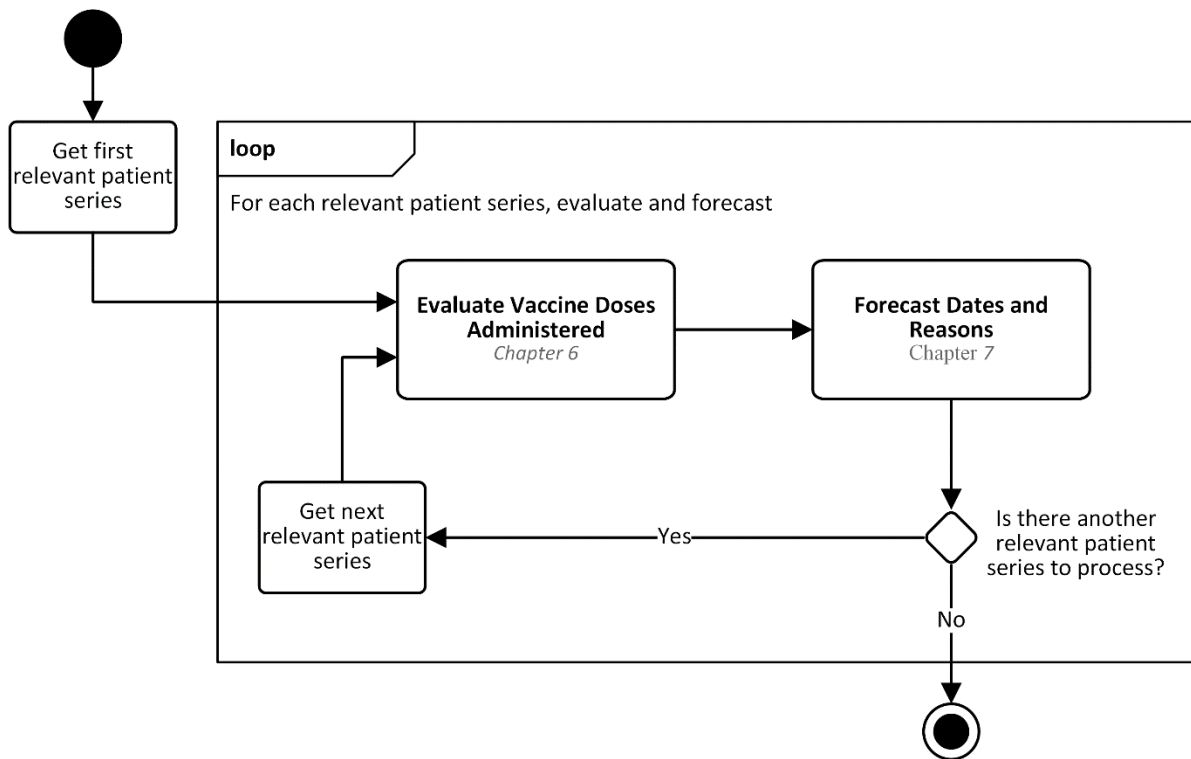 Get first
relevant patient
series
loop
For each relevant patient series, evaluate and forecast
Evaluate Vaccine Doses
Administered
Chapter 6
Forecast Dates and
Reasons
Chapter 7
Get next
relevant patient
series
Yes
Is there another
relevant patient
series to process?
No